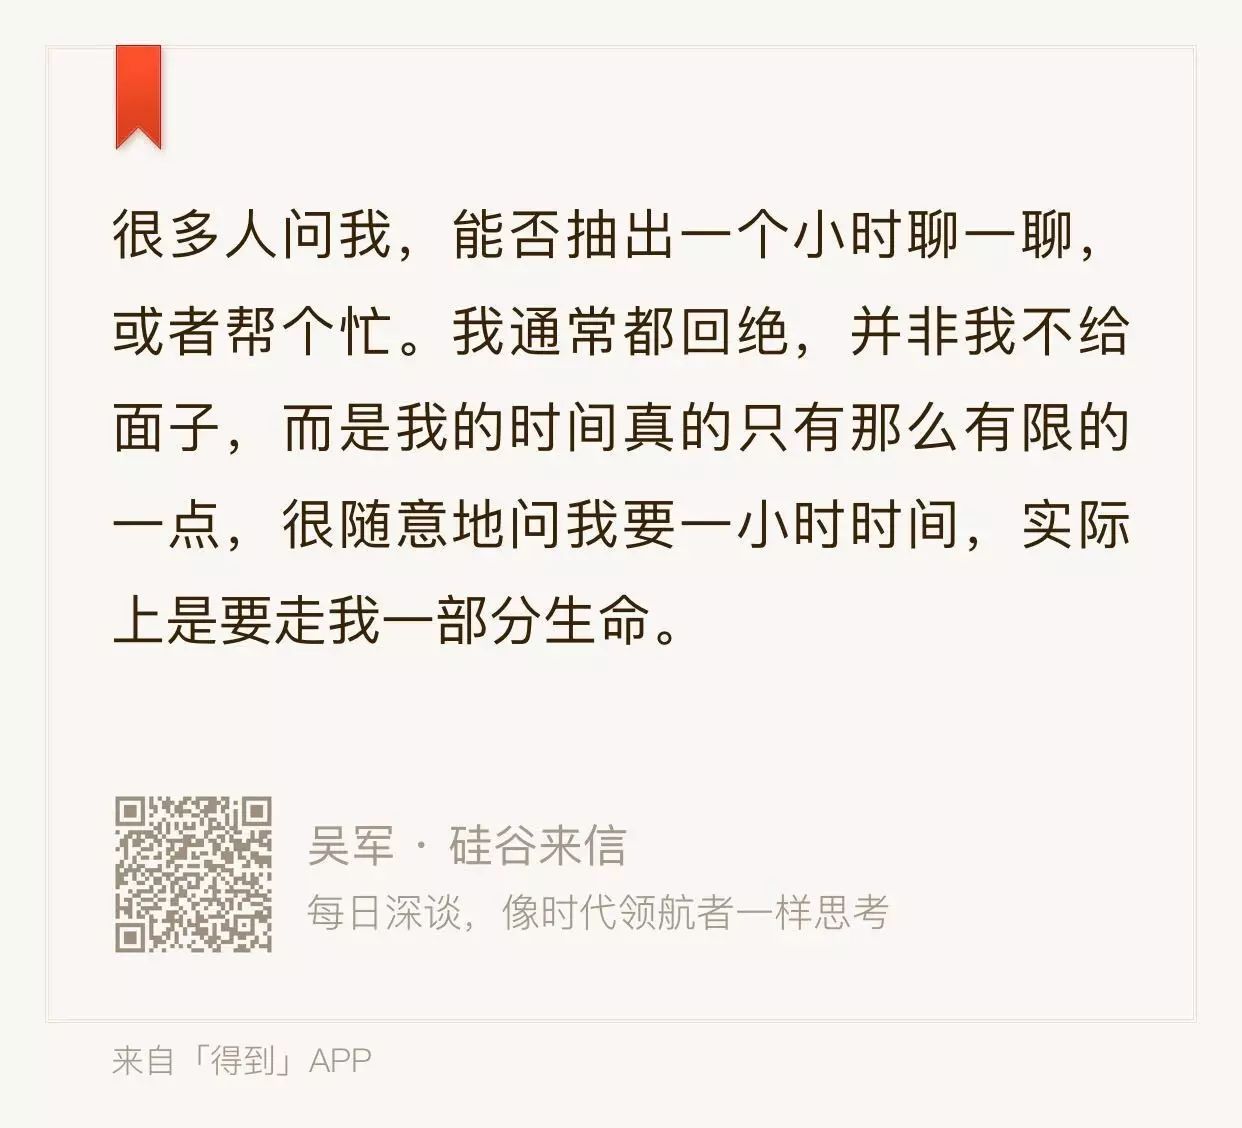 很多人问我，能否抽出一个小时聊一聊，
或者帮个忙。我通常都回绝，并非我不给
面子，而是我的时间真的只有那么有限的
一点，很随意地问我要一小时时间，实际
上是要走我一部分生命。
吴军 · 硅谷来信
每日深谈，像时代领航者一样思考
来自「得到」APP